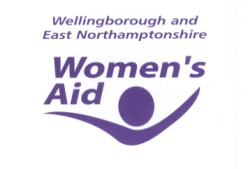 Wellingborough and
East Northamptonshire
Women's
Aid